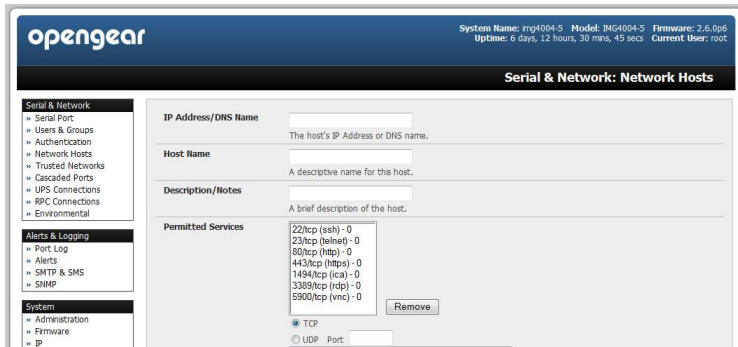 opengear
System Name: img4004-5 Model: IMG4004-5 Firmware: 2.6.0p6
Uptime: 6 days, 12 hours, 30 mins, 45 secs Current User: root
Serial & Network: Network Hosts
Serial & Network
» Serial Port
» Users & Groups
» Authentication
» Network Hosts
» Trusted Networks
» Cascaded Ports
» UPS Connections
» RPC Connections
» Environmental
Alerts & Logging
» Port Log
» Alerts
» SMTP & SMS
» SNMP
System
» Administration
» Firmware
» IP
IP Address/DNS Name
The host's IP Address or DNS name.
Host Name
A descriptive name for this host.
Description/Notes
A brief description of the host.
Permitted Services
22/tcp (ssh) - 0
23/tcp (telnet) - 0
80/tcp (http) - 0
443/tcp (https) - 0
1494/tcp (ica) - 0
3389/tcp (rdp) - 0
5900/tcp (vnc) - 0
Remove
TCP
UDP Port